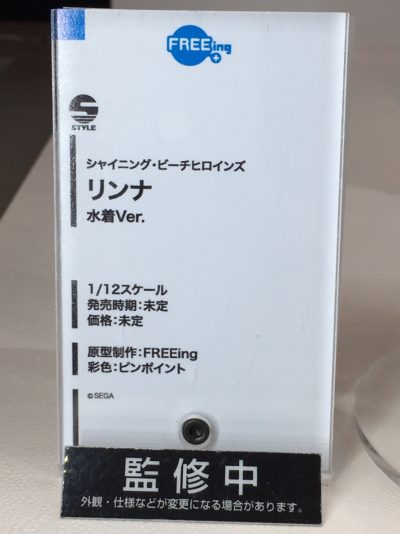 FREEing
S
STYLE
シャイニング・ビーチヒロインズ
リンナ
水着Ver.
1/12スケール
発売時期：未定
価格：未定
原型制作：FREEing
彩色：ピンポイント
©SEGA
監修中
外観・仕様などが変更になる場合があります。